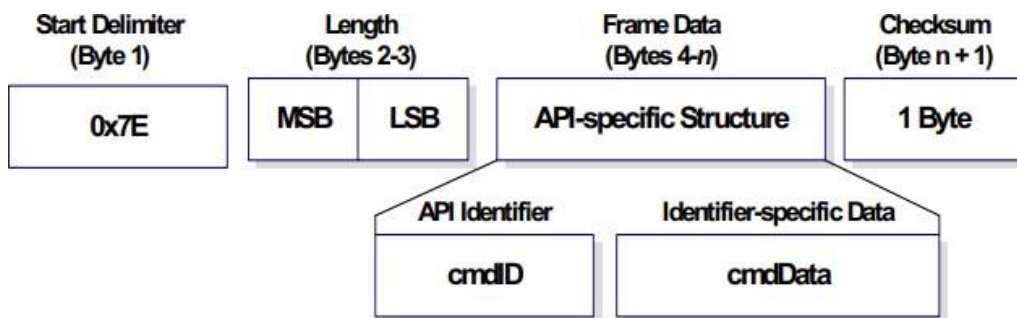 Start Delimiter
(Byte 1)
Length
(Bytes 2-3)
Frame Data
(Bytes 4-n)
Checksum
(Byte n + 1)
0x7E
MSB
LSB
API-specific Structure
1 Byte
API Identifier
Identifier-specific Data
cmdID
cmdData